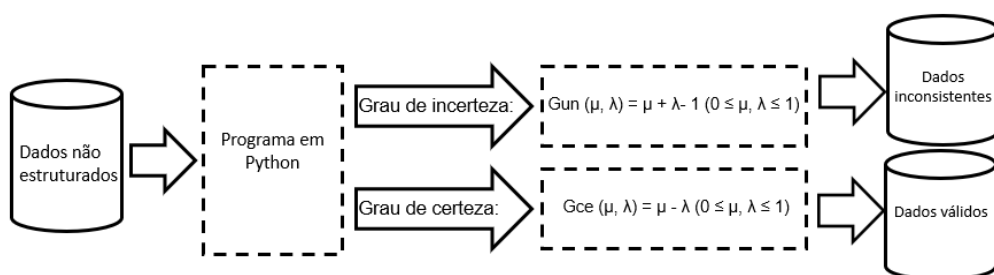 Dados não
estruturados
Programa em
Python
Grau de incerteza:
Gun (μ, λ) = μ + λ- 1 (0 ≤ μ, λ ≤ 1)
Dados
inconsistentes
Grau de certeza:
Gce (μ, λ) = μ - λ (0 ≤ μ, λ ≤ 1)
Dados válidos